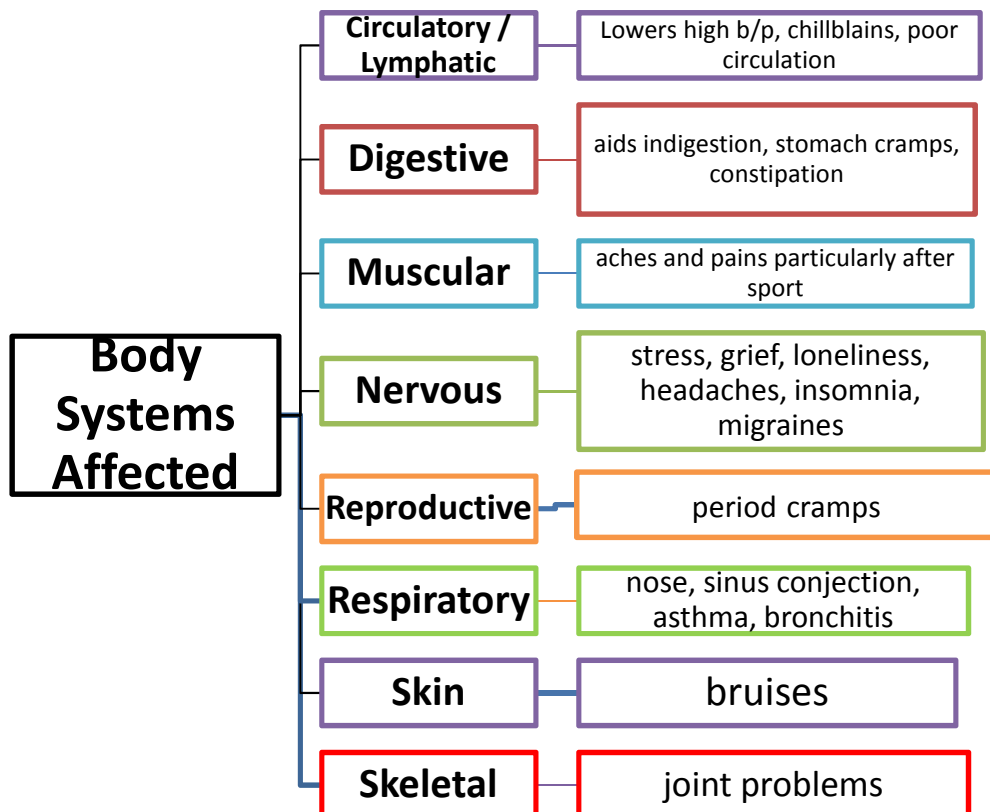 Body
Systems
Affected
Circulatory /
Lymphatic
Lowers high b/p, chillblains, poor
circulation
Digestive
aids indigestion, stomach cramps,
constipation
Muscular
aches and pains particularly after
sport
Nervous
stress, grief, loneliness,
headaches, insomnia,
migraines
Reproductive
period cramps
Respiratory
nose, sinus conjection,
asthma, bronchitis
Skin
bruises
Skeletal
joint problems